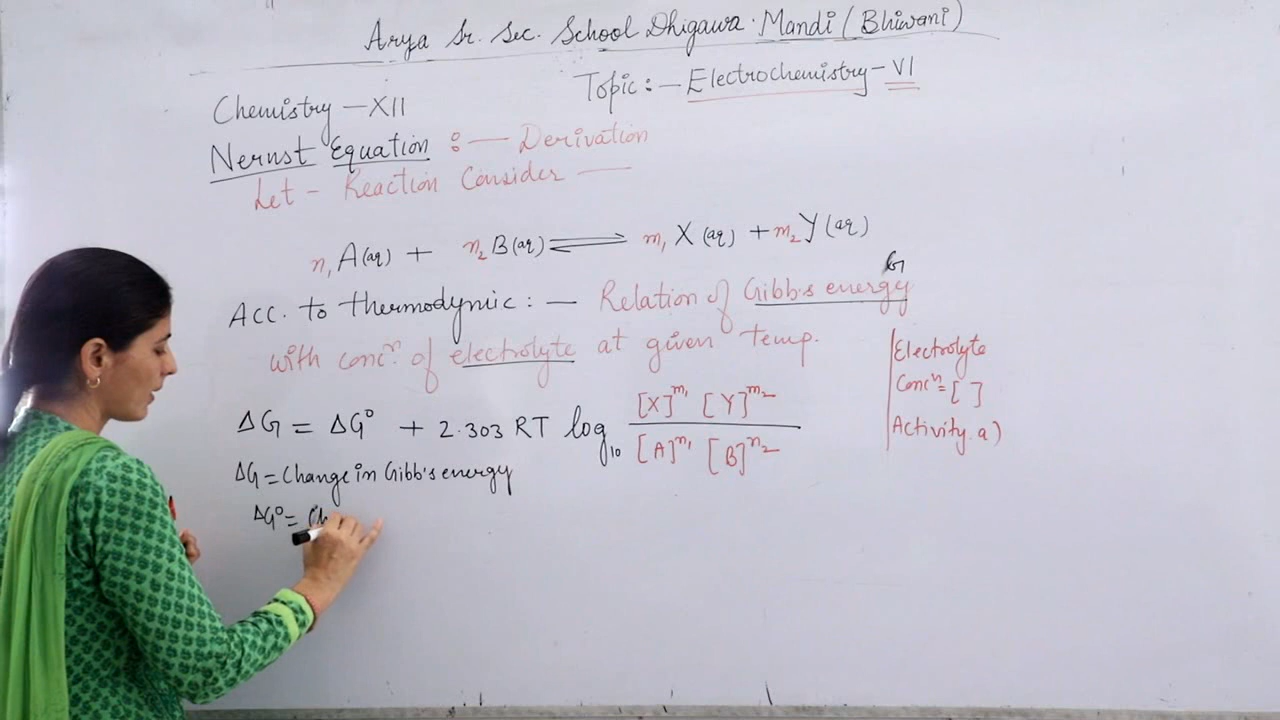 Arya Sr. Sec. School Dhigawa Mandi (Bhiwani)
Topic:— Electrochemistry-VI
Chemistry — XII
Nernst Equation :— Derivation
Let - Reaction Consider —
n₁ A(aq) + n₂ B(aq) ⇌ m₁ X (aq) + m₂ Y (aq)
G
Acc. to thermodynmic :— Relation of Gibb's energy
with concⁿ. of electrolyte at given temp.
ΔG = ΔG° + 2.303 RT log₁₀ [X]^m₁ [Y]^m₂ / [A]^n₁ [B]^n₂
Electrolyte
Concⁿ = [ ]
Activity. a)
ΔG = Change in Gibb's energy
ΔG° = Ch